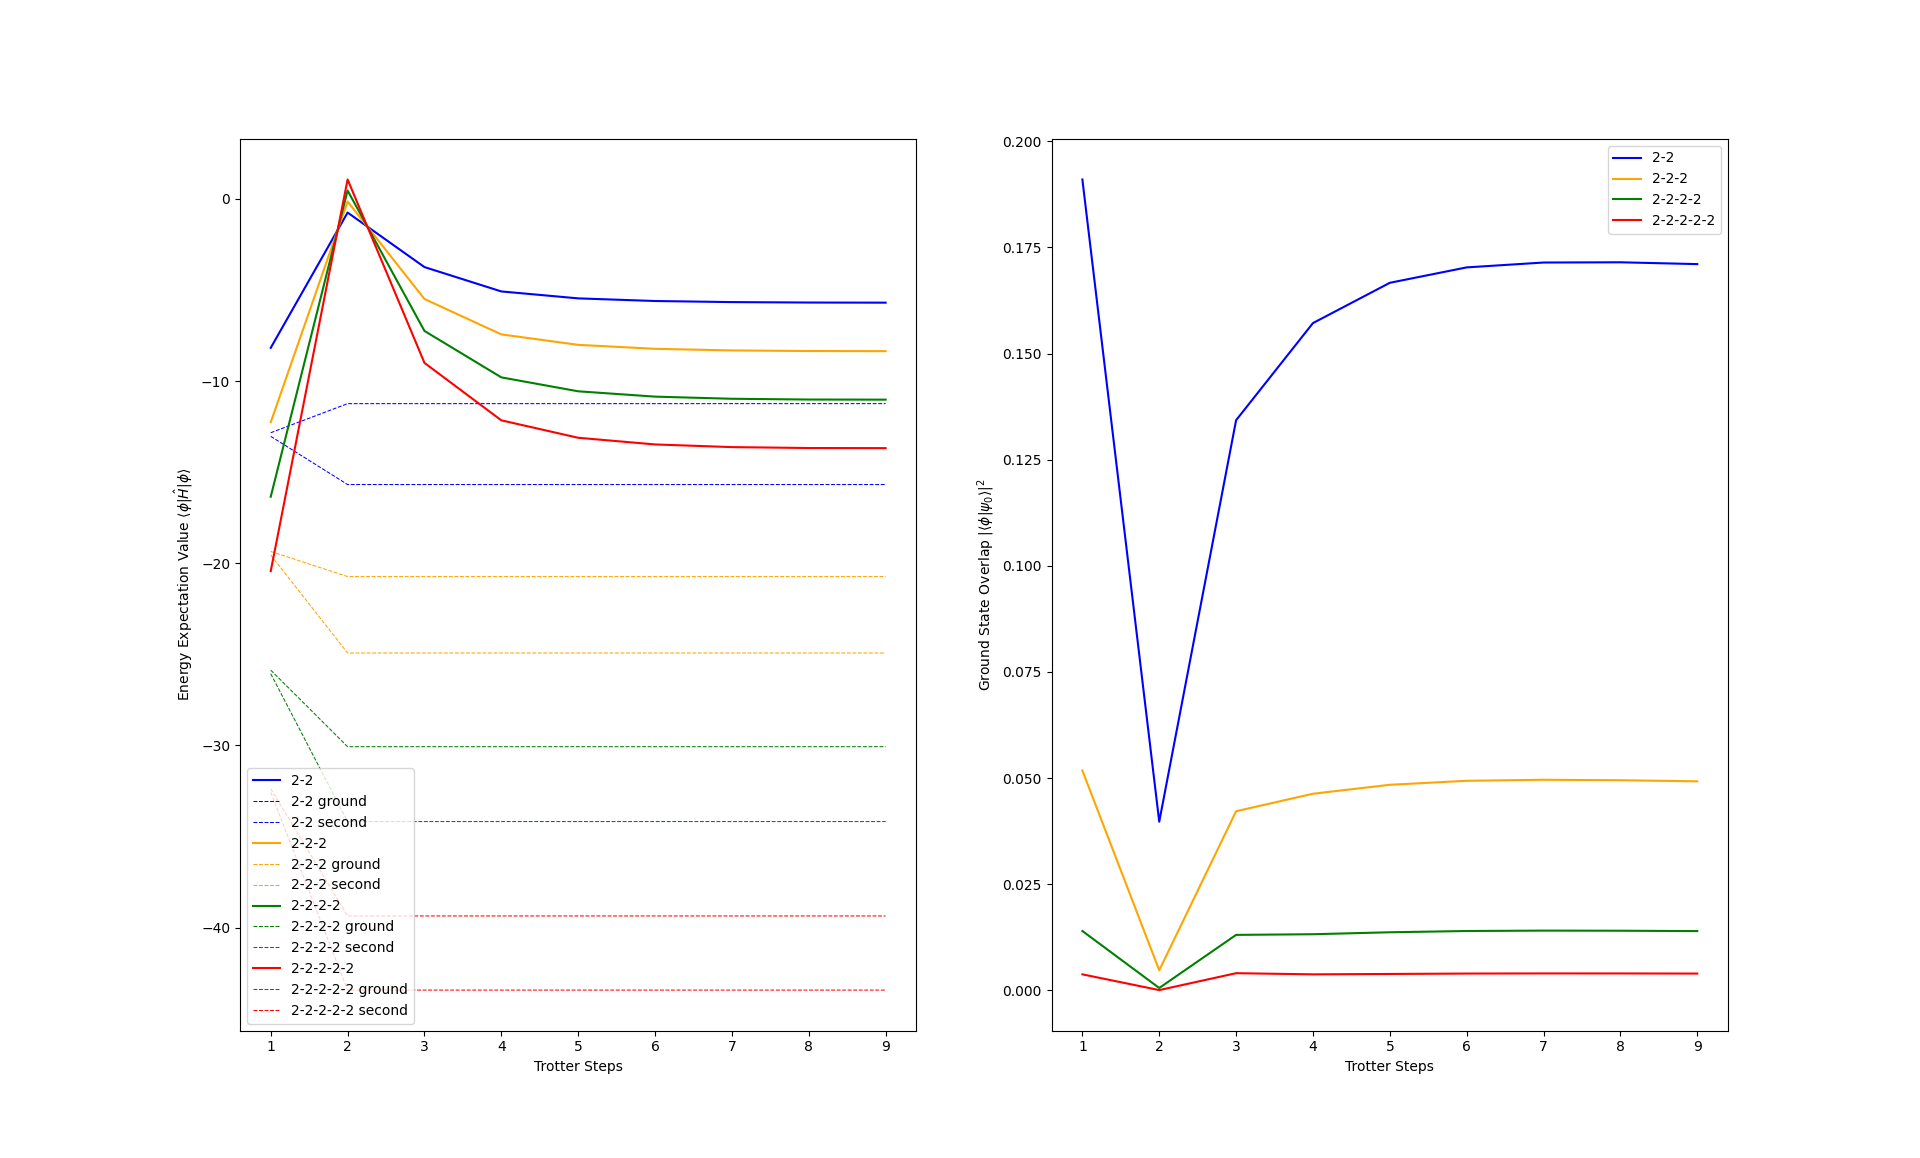 0
−10
−20
−30
−40
Energy Expectation Value ⟨ϕ|Ĥ|ϕ⟩
2-2
2-2 ground
2-2 second
2-2-2
2-2-2 ground
2-2-2 second
2-2-2-2
2-2-2-2 ground
2-2-2-2 second
2-2-2-2-2
2-2-2-2-2 ground
2-2-2-2-2 second
1 2 3 4 5 6 7 8 9
Trotter Steps
0.200
0.175
0.150
0.125
0.100
0.075
0.050
0.025
0.000
Ground State Overlap |⟨ϕ|ψ₀⟩|²
2-2
2-2-2
2-2-2-2
2-2-2-2-2
1 2 3 4 5 6 7 8 9
Trotter Steps